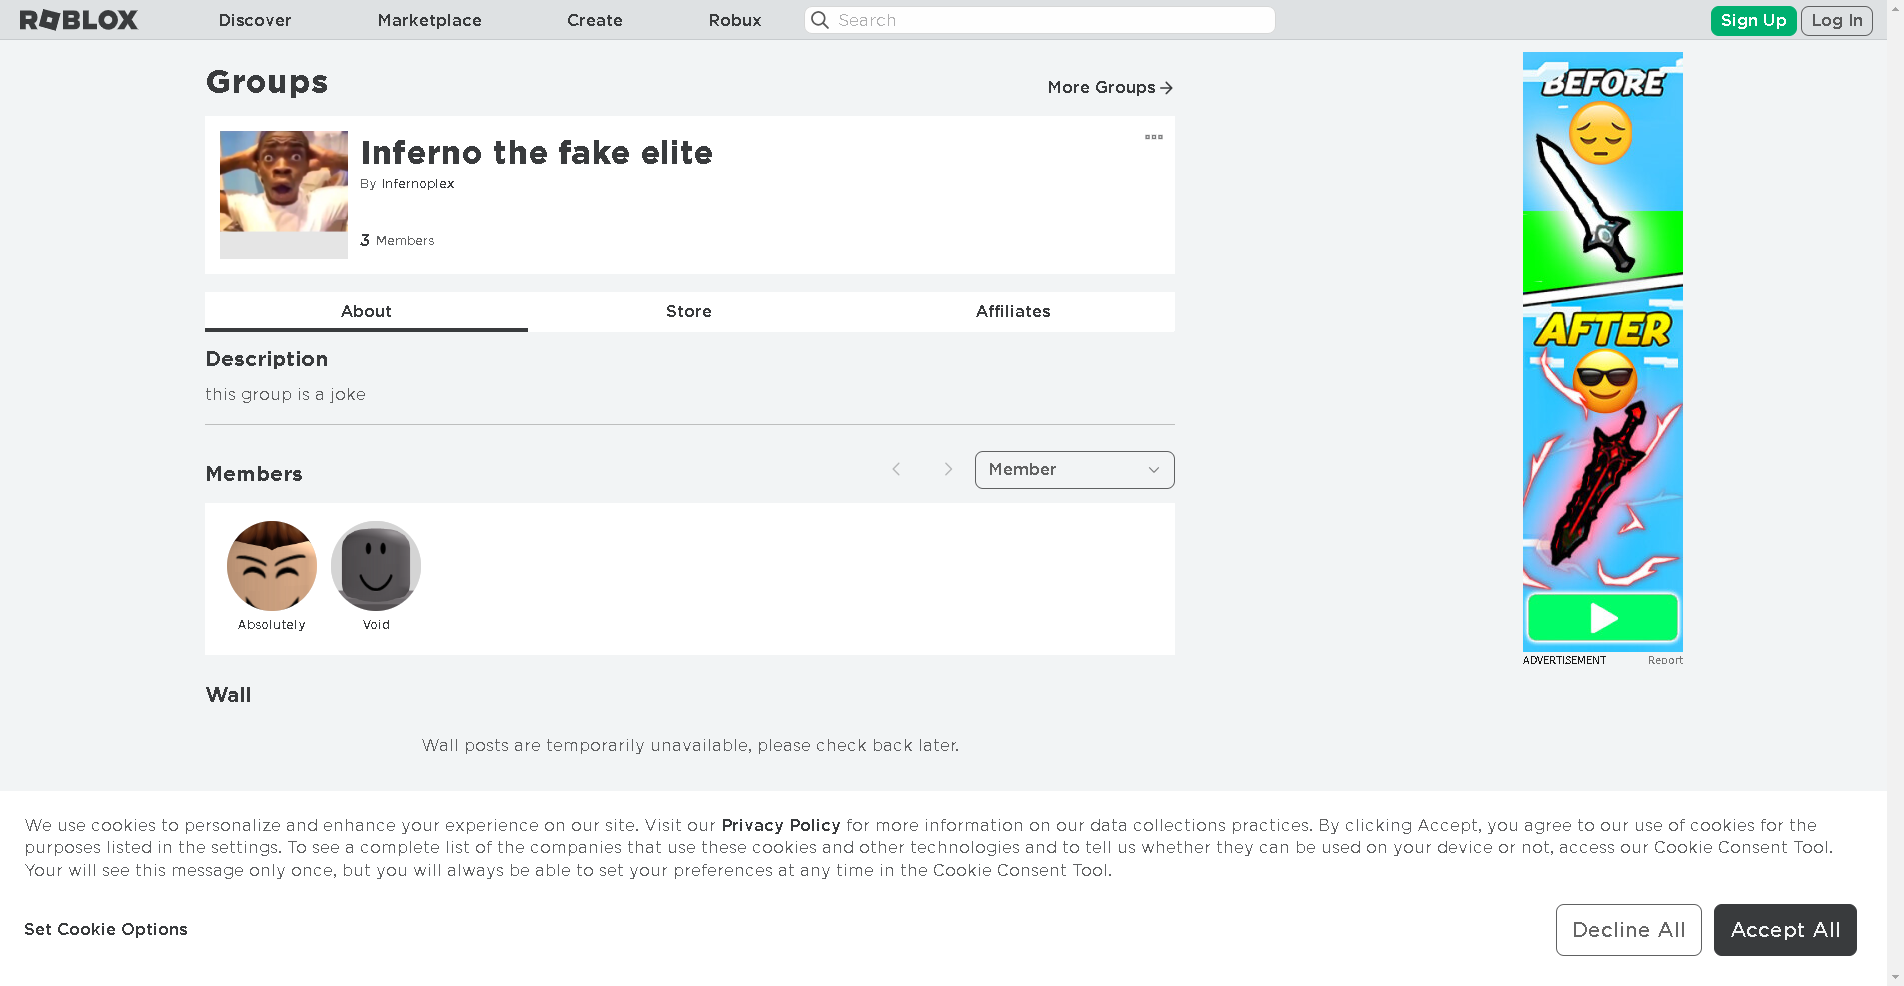 ROBLOX
Discover
Marketplace
Create
Robux
Search
Sign Up
Log In
Groups
More Groups
Inferno the fake elite
By Infernoplex
3 Members
About
Store
Affiliates
Description
this group is a joke
Members
Member
Absolutely
Void
Wall
Wall posts are temporarily unavailable, please check back later.
BEFORE
AFTER
ADVERTISEMENT
Report
We use cookies to personalize and enhance your experience on our site. Visit our Privacy Policy for more information on our data collections practices. By clicking Accept, you agree to our use of cookies for the
purposes listed in the settings. To see a complete list of the companies that use these cookies and other technologies and to tell us whether they can be used on your device or not, access our Cookie Consent Tool.
Your will see this message only once, but you will always be able to set your preferences at any time in the Cookie Consent Tool.
Set Cookie Options
Decline All
Accept All